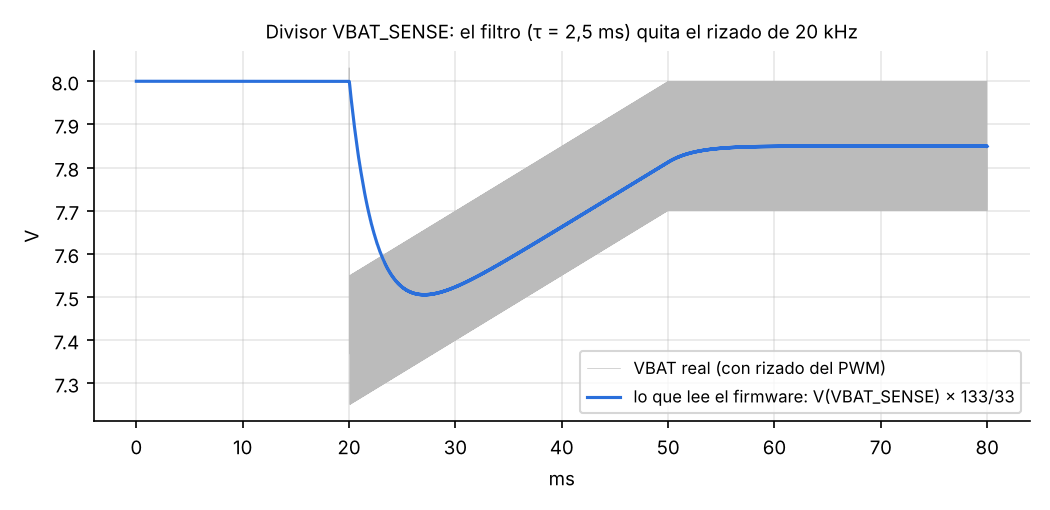 Divisor VBAT_SENSE: el filtro (τ = 2,5 ms) quita el rizado de 20 kHz
8.0
7.9
7.8
7.7
7.6
7.5
7.4
7.3
V
VBAT real (con rizado del PWM)
lo que lee el firmware: V(VBAT_SENSE) × 133/33
0 10 20 30 40 50 60 70 80
ms